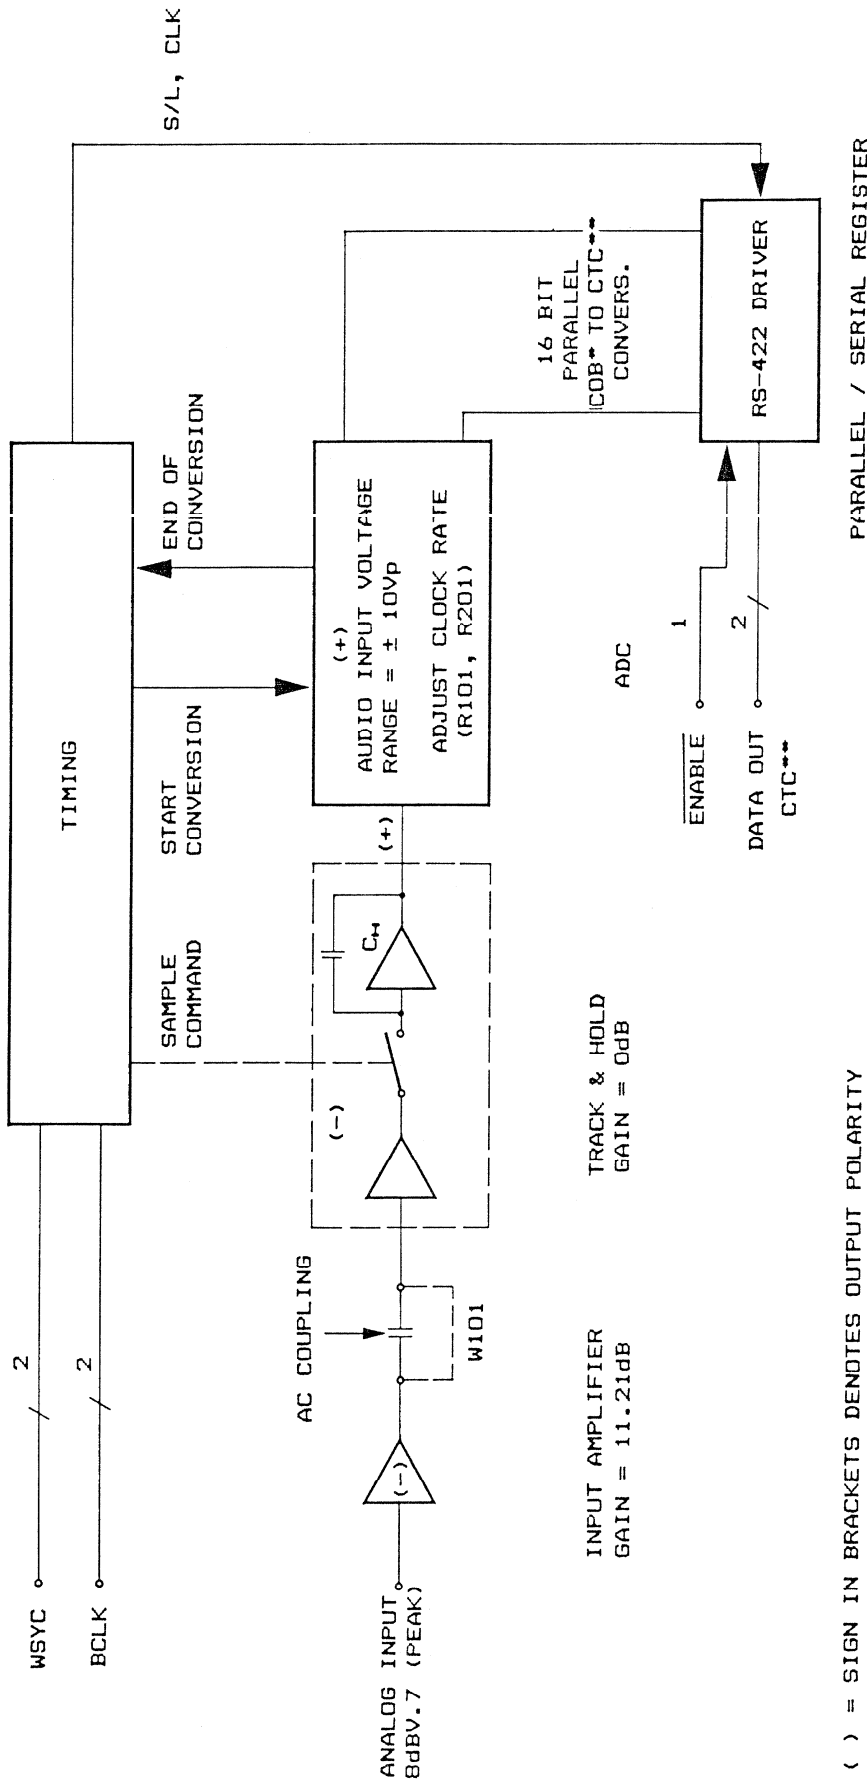 WSYC
2
BCLK
2
TIMING
S/L, CLK
SAMPLE
COMMAND
START
CONVERSION
END OF
CONVERSION
ANALOG INPUT
8dBV.7 (PEAK)
(-)
AC COUPLING
W101
(-)
CH
(+)
(+)
AUDIO INPUT VOLTAGE
RANGE = ± 10Vp
ADJUST CLOCK RATE
(R101, R201)
16 BIT
PARALLEL
COB* TO CTC**
CONVERS.
INPUT AMPLIFIER
GAIN = 11.21dB
TRACK & HOLD
GAIN = 0dB
ADC
ENABLE
1
DATA OUT
CTC**
2
RS-422 DRIVER
PARALLEL / SERIAL REGISTER
( ) = SIGN IN BRACKETS DENOTES OUTPUT POLARITY